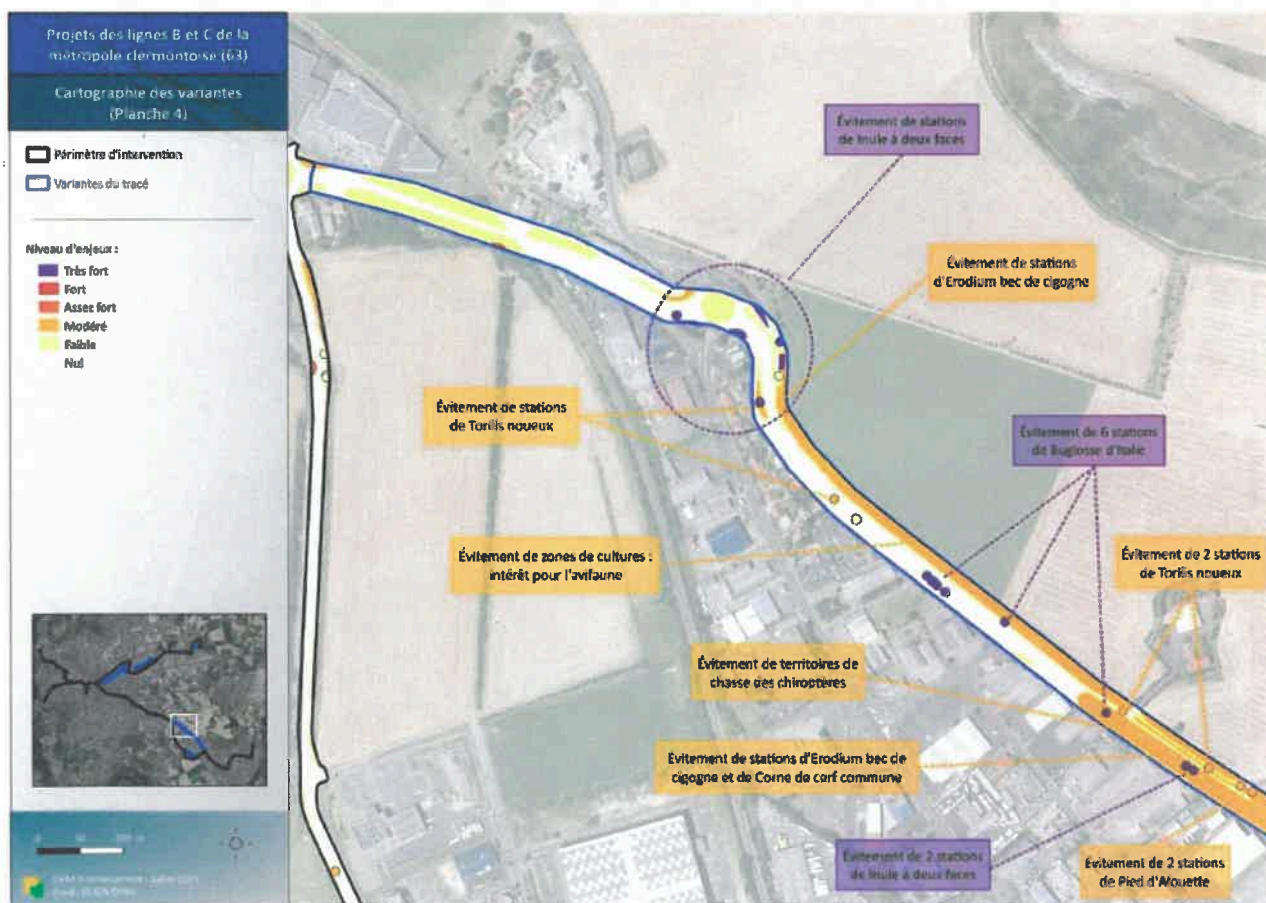 Projets des lignes B et C de la
métropole clermontoise (63)
Cartographie des variantes
(Planche 4)
Périmètre d'intervention
Variantes du tracé
Niveau d'enjeux :
Très fort
Fort
Assez fort
Modéré
Faible
Nul
Évitement de stations
de Inule à deux faces
Évitement de stations
d'Erodium bec de cigogne
Évitement de stations
de Torilis noueux
Évitement de 6 stations
de Buglosse d'Italie
Évitement de zones de cultures :
intérêt pour l'avifaune
Évitement de 2 stations
de Torilis noueux
Évitement de territoires de
chasse des chiroptères
Évitement de stations d'Erodium bec de
cigogne et de Corne de cerf commune
Évitement de 2 stations
de Inule à deux faces
Évitement de 2 stations
de Pied d'Alouette